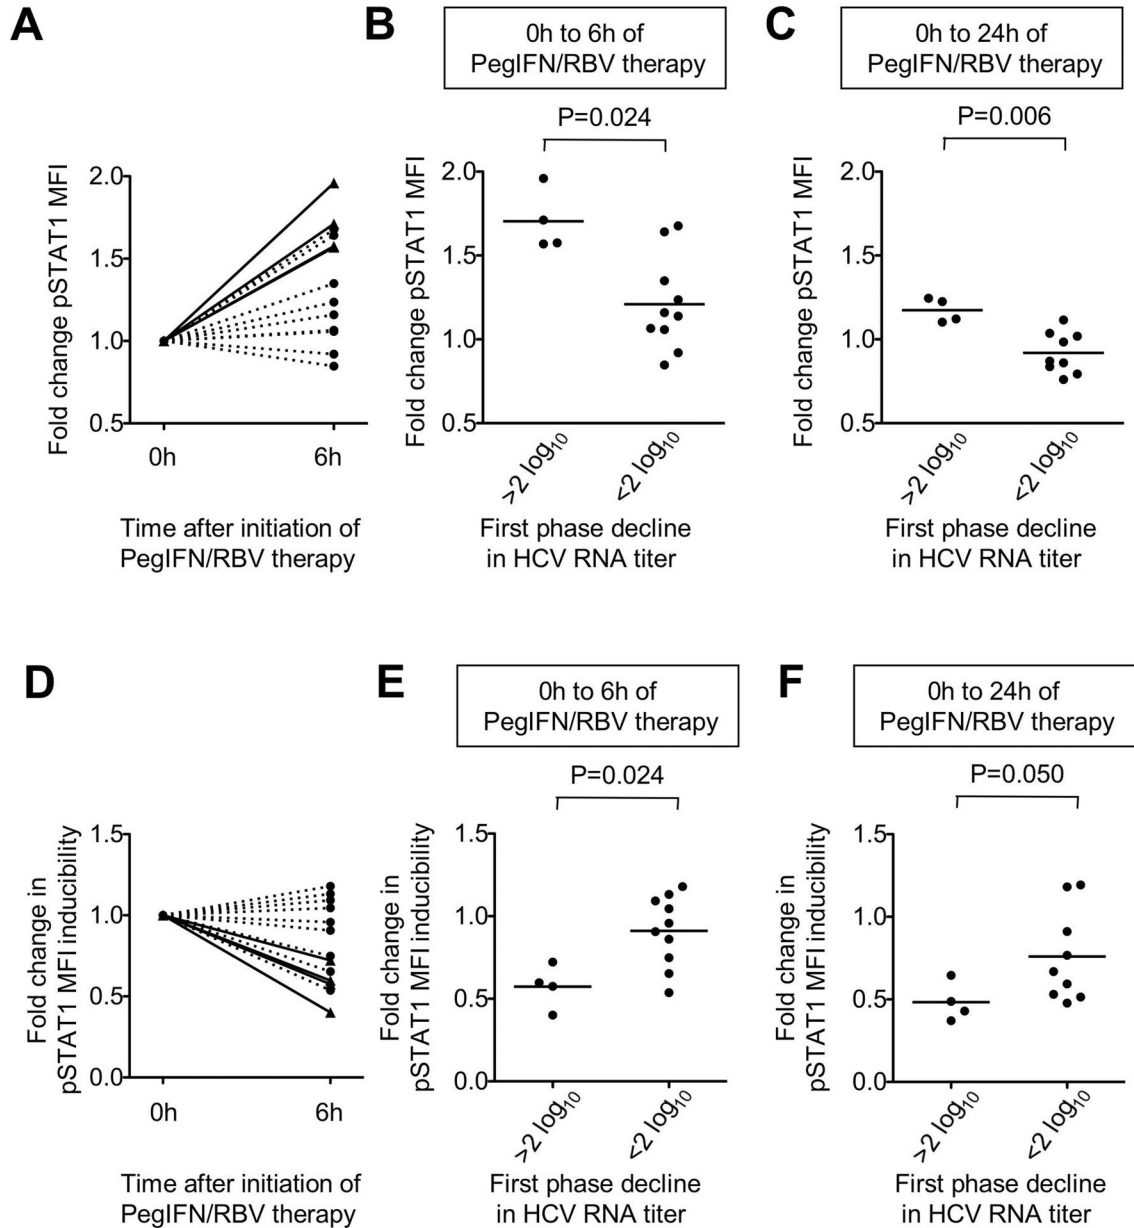 A
B
C
0h to 6h of
PegIFN/RBV therapy
0h to 24h of
PegIFN/RBV therapy
P=0.024
P=0.006
Fold change pSTAT1 MFI
2.0
1.5
1.0
0.5
0h
6h
Time after initiation of
PegIFN/RBV therapy
Fold change pSTAT1 MFI
2.0
1.5
1.0
0.5
>2 log10
<2 log10
First phase decline
in HCV RNA titer
Fold change pSTAT1 MFI
2.0
1.5
1.0
0.5
>2 log10
<2 log10
First phase decline
in HCV RNA titer
D
E
F
0h to 6h of
PegIFN/RBV therapy
0h to 24h of
PegIFN/RBV therapy
P=0.024
P=0.050
Fold change in
pSTAT1 MFI inducibility
1.5
1.0
0.5
0.0
0h
6h
Time after initiation of
PegIFN/RBV therapy
Fold change in
pSTAT1 MFI inducibility
1.5
1.0
0.5
0.0
>2 log10
<2 log10
First phase decline
in HCV RNA titer
Fold change in
pSTAT1 MFI inducibility
1.5
1.0
0.5
0.0
>2 log10
<2 log10
First phase decline
in HCV RNA titer